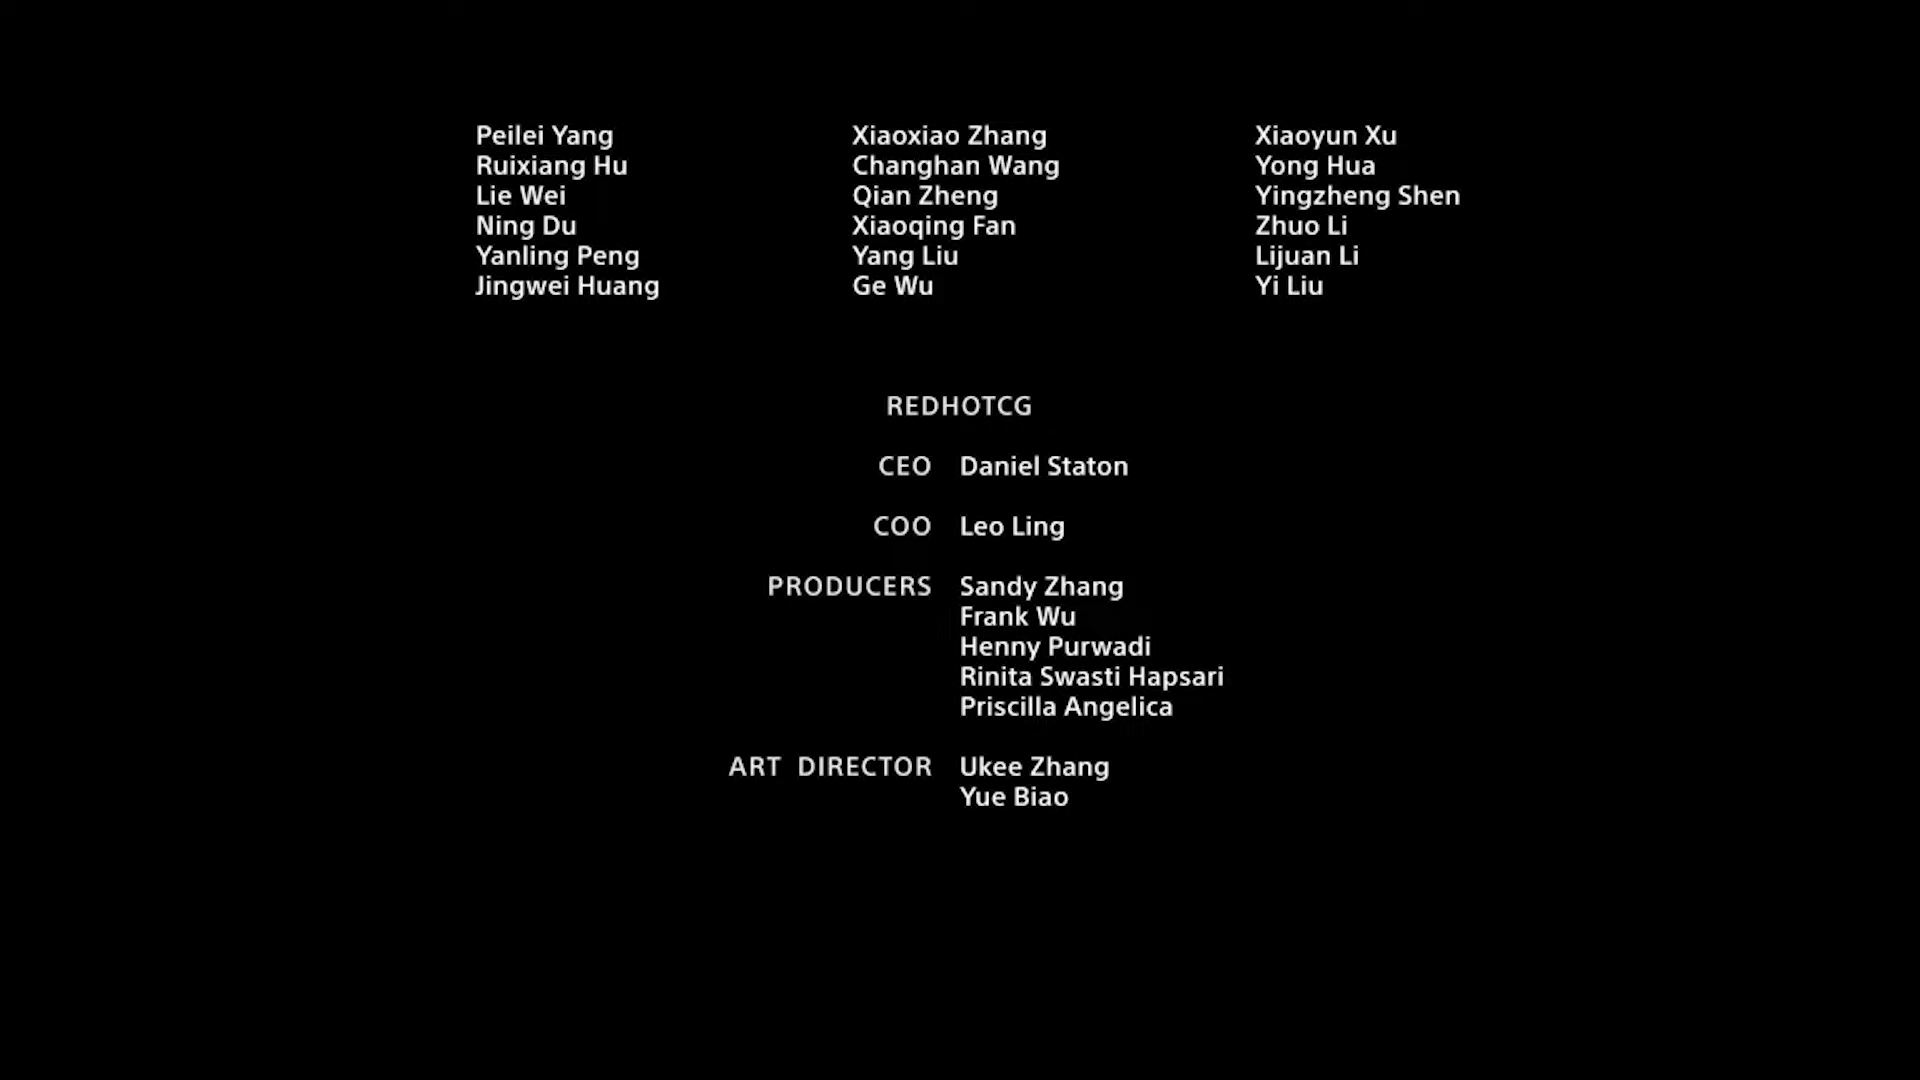 Peilei Yang Xiaoxiao Zhang Xiaoyun Xu
Ruixiang Hu Changhan Wang Yong Hua
Lie Wei Qian Zheng Yingzheng Shen
Ning Du Xiaoqing Fan Zhuo Li
Yanling Peng Yang Liu Lijuan Li
Jingwei Huang Ge Wu Yi Liu
REDHOTCG
CEO Daniel Staton
COO Leo Ling
PRODUCERS Sandy Zhang
Frank Wu
Henny Purwadi
Rinita Swasti Hapsari
Priscilla Angelica
ART DIRECTOR Ukee Zhang
Yue Biao